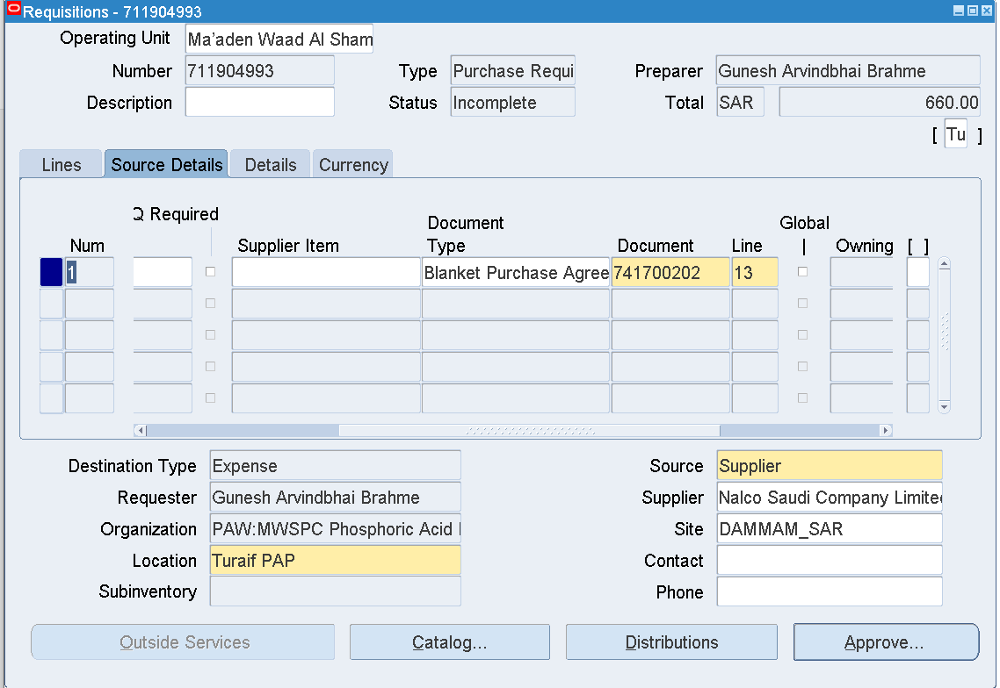 Requisitions - 711904993
Operating Unit Ma'aden Waad Al Sham
Number 711904993 Type Purchase Requi Preparer Gunesh Arvindbhai Brahme
Description Status Incomplete Total SAR 660.00
[ Tu ]
Lines Source Details Details Currency
Q Required
Document Global
Num Supplier Item Type Document Line | Owning [ ]
1 Blanket Purchase Agree 741700202 13
Destination Type Expense Source Supplier
Requester Gunesh Arvindbhai Brahme Supplier Nalco Saudi Company Limite
Organization PAW:MWSPC Phosphoric Acid Site DAMMAM_SAR
Location Turaif PAP Contact
Subinventory Phone
Outside Services Catalog... Distributions Approve...